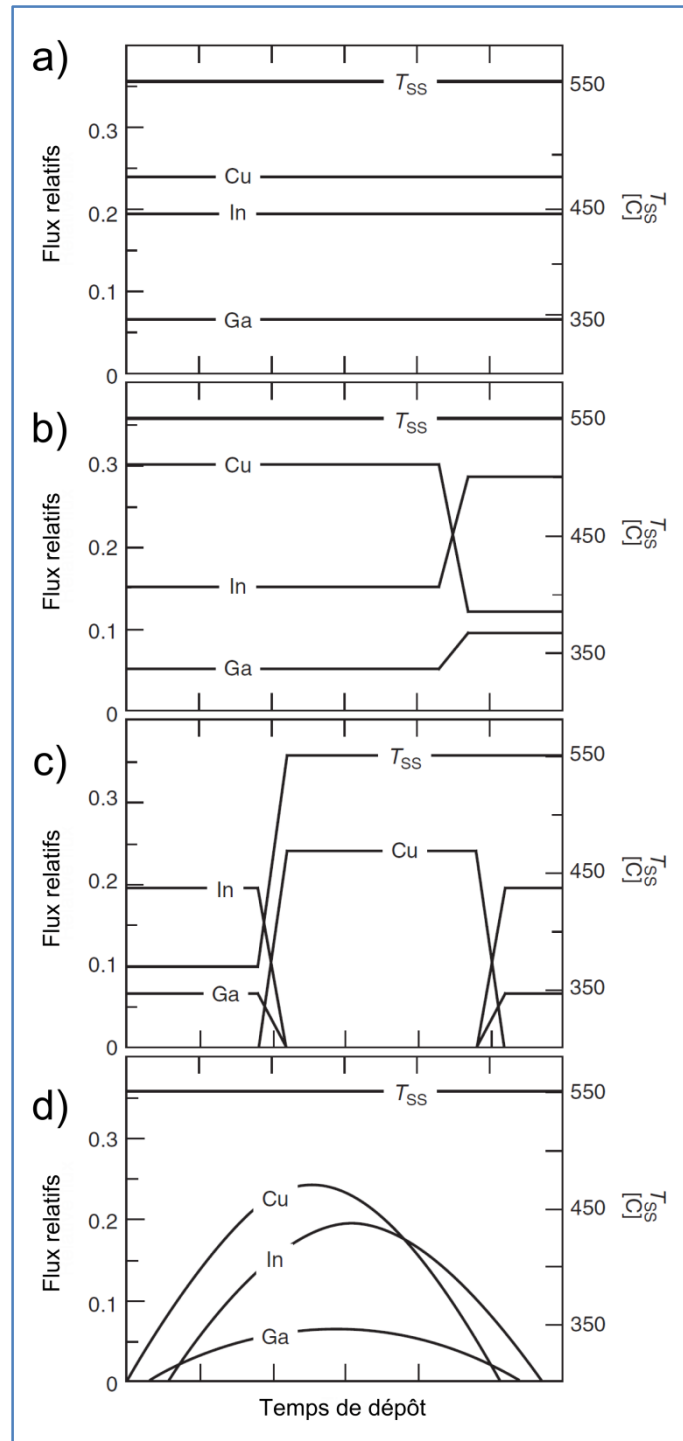 a)
T_SS
550
0.3
Flux relatifs
Cu
0.2
In
450
T_SS
[C]
0.1
Ga
350
0
b)
T_SS
550
0.3
Flux relatifs
Cu
0.2
450
T_SS
[C]
In
0.1
Ga
350
0
c)
T_SS
550
0.3
Flux relatifs
Cu
In
0.2
450
T_SS
[C]
0.1
Ga
350
0
d)
T_SS
550
0.3
Flux relatifs
Cu
0.2
In
450
T_SS
[C]
0.1
Ga
350
0
Temps de dépôt